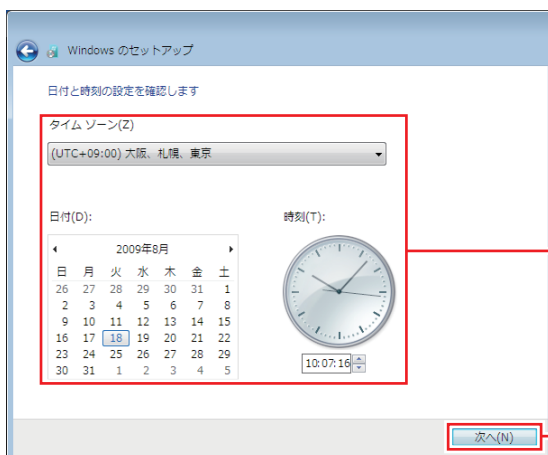 Windows のセットアップ
日付と時刻の設定を確認します
タイム ゾーン(Z)
(UTC+09:00) 大阪、札幌、東京
日付(D):
時刻(T):
2009年8月
日 月 火 水 木 金 土
26 27 28 29 30 31 1
2 3 4 5 6 7 8
9 10 11 12 13 14 15
16 17 18 19 20 21 22
23 24 25 26 27 28 29
30 31 1 2 3 4 5
10:07:16
次へ(N)